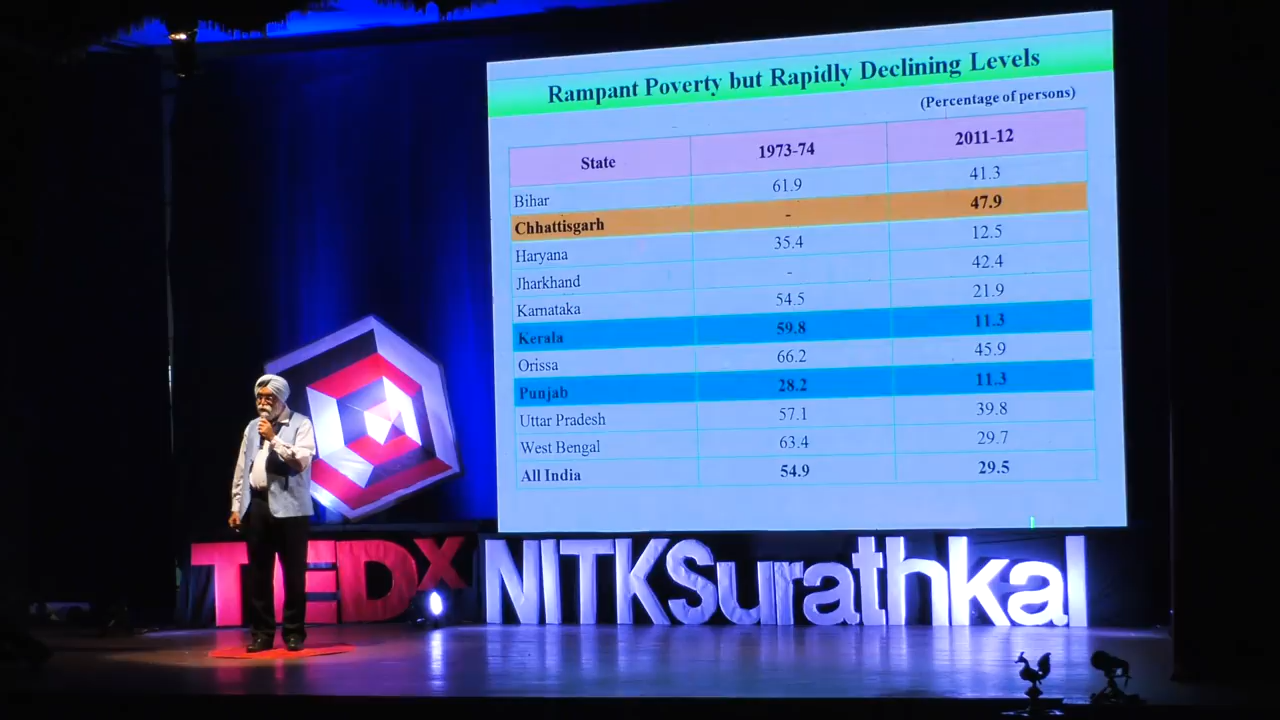 Rampant Poverty but Rapidly Declining Levels
(Percentage of persons)
State 1973-74 2011-12
Bihar 61.9 41.3
Chhattisgarh - 47.9
Haryana 35.4 12.5
Jharkhand - 42.4
Karnataka 54.5 21.9
Kerala 59.8 11.3
Orissa 66.2 45.9
Punjab 28.2 11.3
Uttar Pradesh 57.1 39.8
West Bengal 63.4 29.7
All India 54.9 29.5
TEDx NITKSurathkal